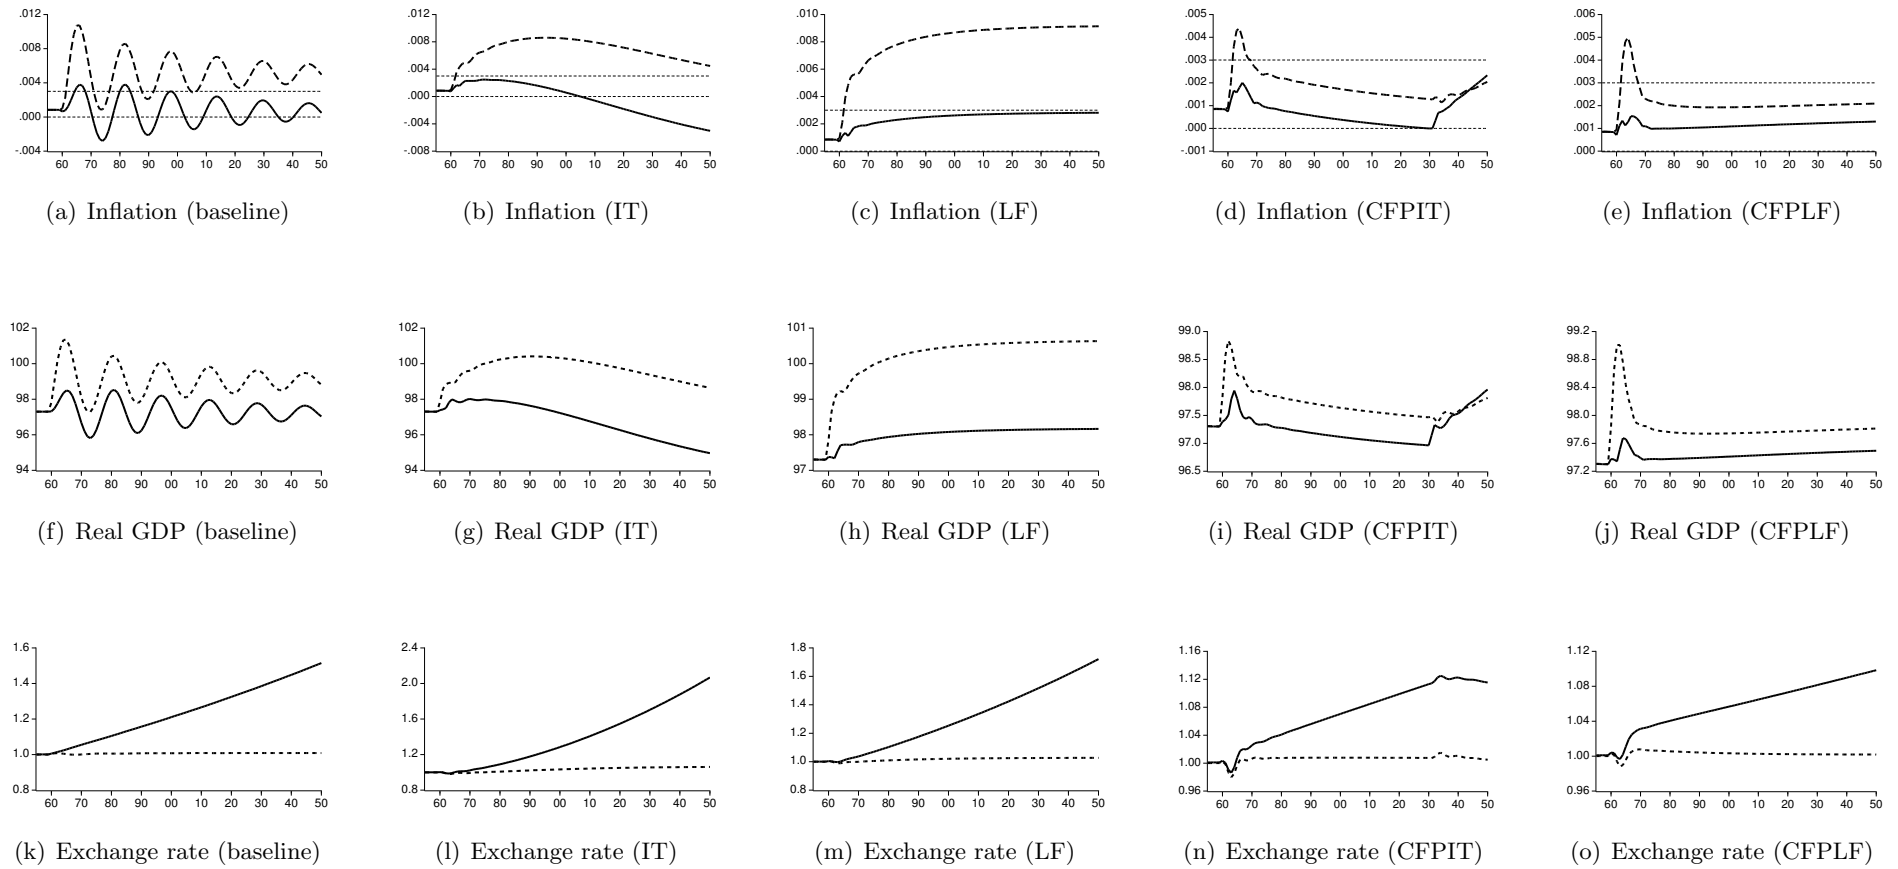 .012
.008
.004
.000
-.004
60 70 80 90 00 10 20 30 40 50
(a) Inflation (baseline)
.012
.008
.004
.000
-.004
-.008
60 70 80 90 00 10 20 30 40 50
(b) Inflation (IT)
.010
.008
.006
.004
.002
.000
60 70 80 90 00 10 20 30 40 50
(c) Inflation (LF)
.005
.004
.003
.002
.001
.000
-.001
60 70 80 90 00 10 20 30 40 50
(d) Inflation (CFPIT)
.006
.005
.004
.003
.002
.001
.000
60 70 80 90 00 10 20 30 40 50
(e) Inflation (CFPLF)
102
100
98
96
94
60 70 80 90 00 10 20 30 40 50
(f) Real GDP (baseline)
102
100
98
96
94
60 70 80 90 00 10 20 30 40 50
(g) Real GDP (IT)
101
100
99
98
97
60 70 80 90 00 10 20 30 40 50
(h) Real GDP (LF)
99.0
98.5
98.0
97.5
97.0
96.5
60 70 80 90 00 10 20 30 40 50
(i) Real GDP (CFPIT)
99.2
98.8
98.4
98.0
97.6
97.2
60 70 80 90 00 10 20 30 40 50
(j) Real GDP (CFPLF)
1.6
1.4
1.2
1.0
0.8
60 70 80 90 00 10 20 30 40 50
(k) Exchange rate (baseline)
2.4
2.0
1.6
1.2
0.8
60 70 80 90 00 10 20 30 40 50
(l) Exchange rate (IT)
1.8
1.6
1.4
1.2
1.0
0.8
60 70 80 90 00 10 20 30 40 50
(m) Exchange rate (LF)
1.16
1.12
1.08
1.04
1.00
0.96
60 70 80 90 00 10 20 30 40 50
(n) Exchange rate (CFPIT)
1.12
1.08
1.04
1.00
0.96
60 70 80 90 00 10 20 30 40 50
(o) Exchange rate (CFPLF)